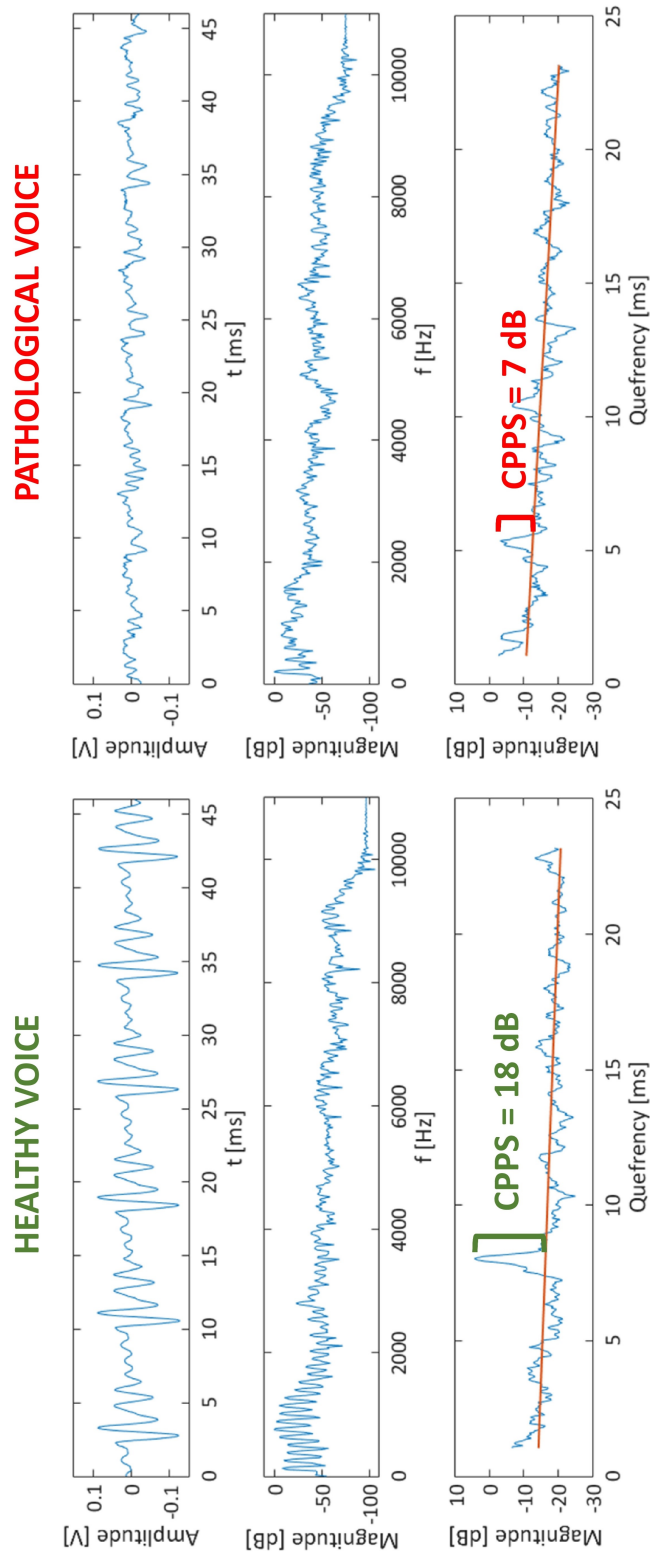 HEALTHY VOICE
Amplitude [V]
0.1
0
-0.1
0 5 10 15 20 25 30 35 40 45
t [ms]
Magnitude [dB]
0
-50
-100
0 2000 4000 6000 8000 10000
f [Hz]
Magnitude [dB]
10
0
-10
-20
-30
CPPS = 18 dB
0 5 10 15 20 25
Quefrency [ms]
PATHOLOGICAL VOICE
Amplitude [V]
0.1
0
-0.1
0 5 10 15 20 25 30 35 40 45
t [ms]
Magnitude [dB]
0
-50
-100
0 2000 4000 6000 8000 10000
f [Hz]
Magnitude [dB]
10
0
-10
-20
-30
CPPS = 7 dB
0 5 10 15 20 25
Quefrency [ms]